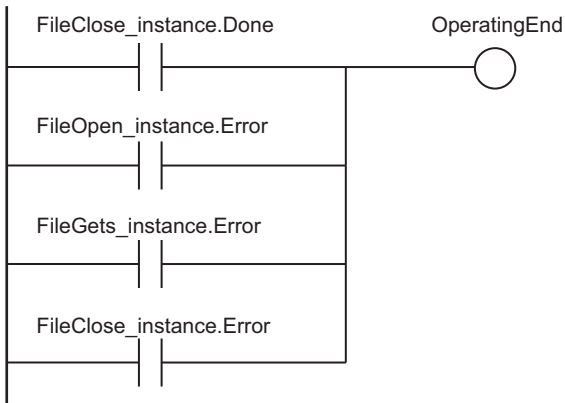 FileClose_instance.Done
OperatingEnd
FileOpen_instance.Error
FileGets_instance.Error
FileClose_instance.Error